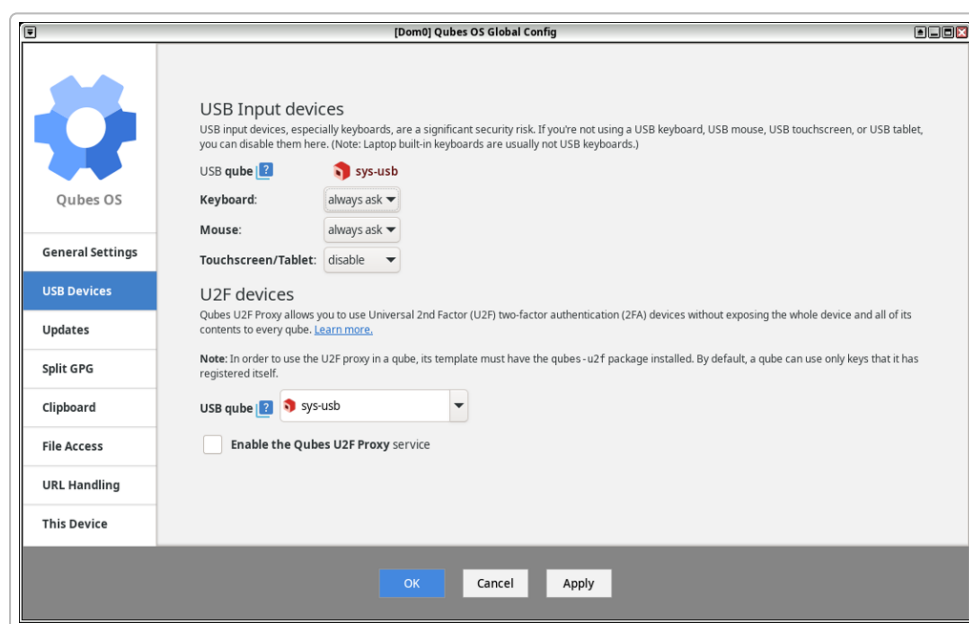 [Dom0] Qubes OS Global Config
Qubes OS
General Settings
USB Devices
Updates
Split GPG
Clipboard
File Access
URL Handling
This Device
USB Input devices
USB input devices, especially keyboards, are a significant security risk. If you're not using a USB keyboard, USB mouse, USB touchscreen, or USB tablet,
you can disable them here. (Note: Laptop built-in keyboards are usually not USB keyboards.)
USB qube ? sys-usb
Keyboard: always ask
Mouse: always ask
Touchscreen/Tablet: disable
U2F devices
Qubes U2F Proxy allows you to use Universal 2nd Factor (U2F) two-factor authentication (2FA) devices without exposing the whole device and all of its
contents to every qube. Learn more.
Note: In order to use the U2F proxy in a qube, its template must have the qubes-u2f package installed. By default, a qube can use only keys that it has
registered itself.
USB qube ? sys-usb
Enable the Qubes U2F Proxy service
OK Cancel Apply